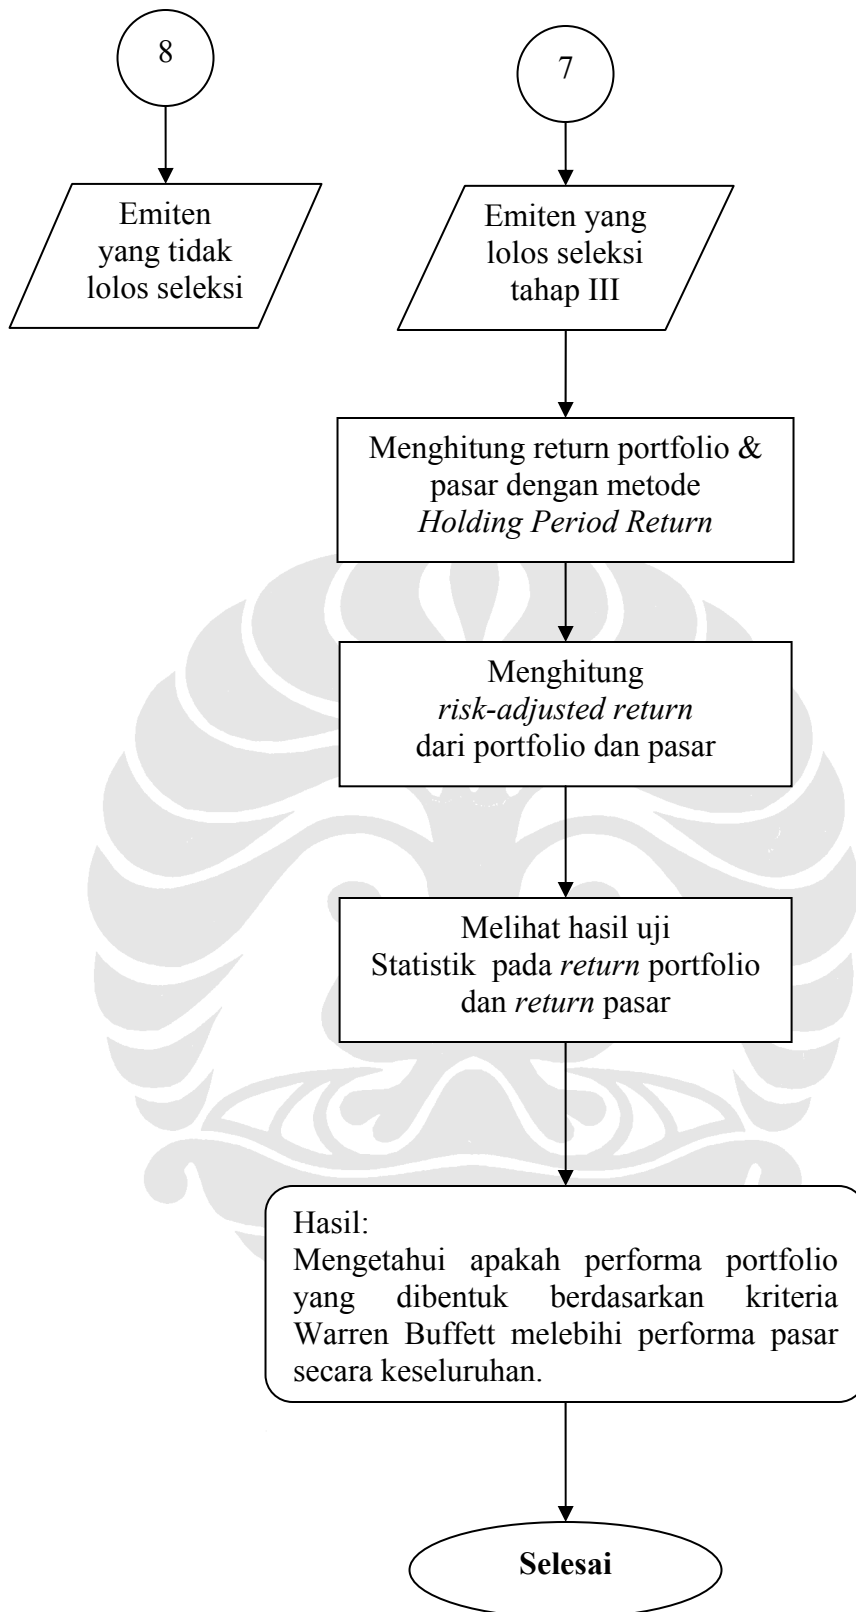 8
7
Emiten
yang tidak
lolos seleksi
Emiten yang
lolos seleksi
tahap III
Menghitung return portfolio &
pasar dengan metode
Holding Period Return
Menghitung
risk-adjusted return
dari portfolio dan pasar
Melihat hasil uji
Statistik pada return portfolio
dan return pasar
Hasil:
Mengetahui apakah performa portfolio
yang dibentuk berdasarkan kriteria
Warren Buffett melebihi performa pasar
secara keseluruhan.
Selesai